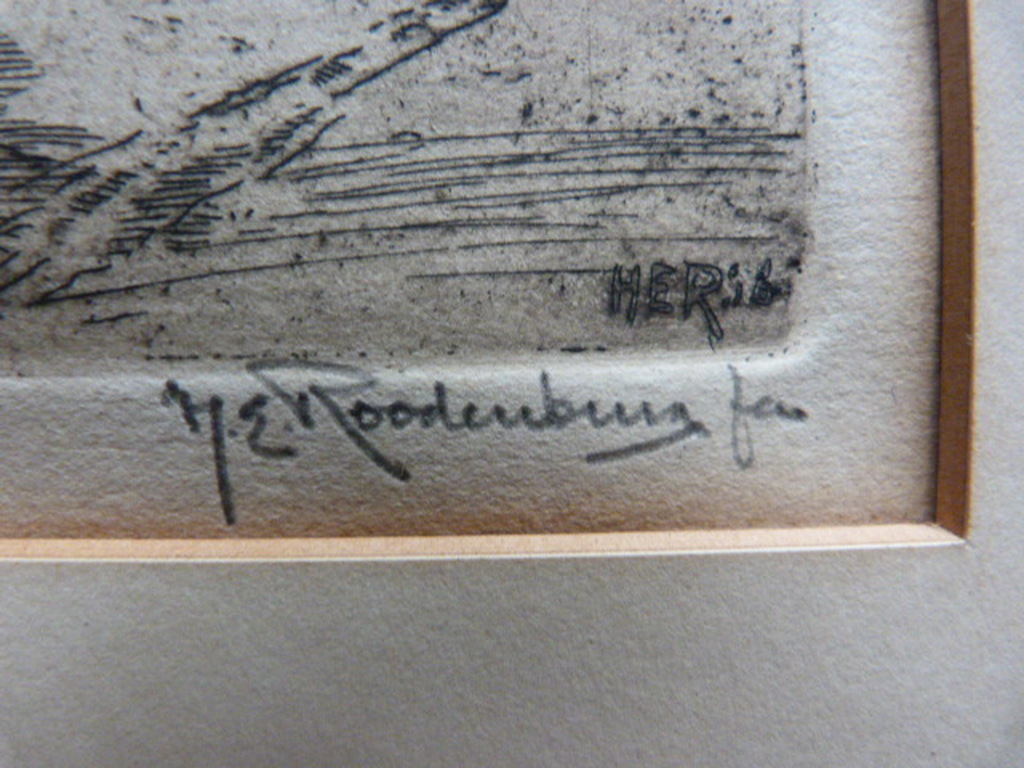 HER: 16
H.E. Roodenburg fec